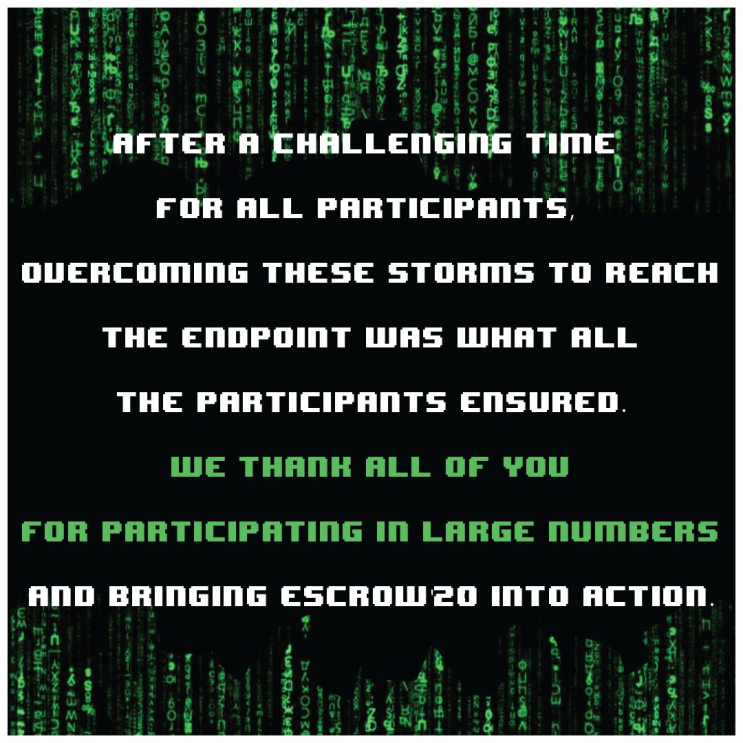 AFTER A CHALLENGING TIME
FOR ALL PARTICIPANTS,
OVERCOMING THESE STORMS TO REACH
THE ENDPOINT WAS WHAT ALL
THE PARTICIPANTS ENSURED.
WE THANK ALL OF YOU
FOR PARTICIPATING IN LARGE NUMBERS
AND BRINGING ESCROW'20 INTO ACTION.